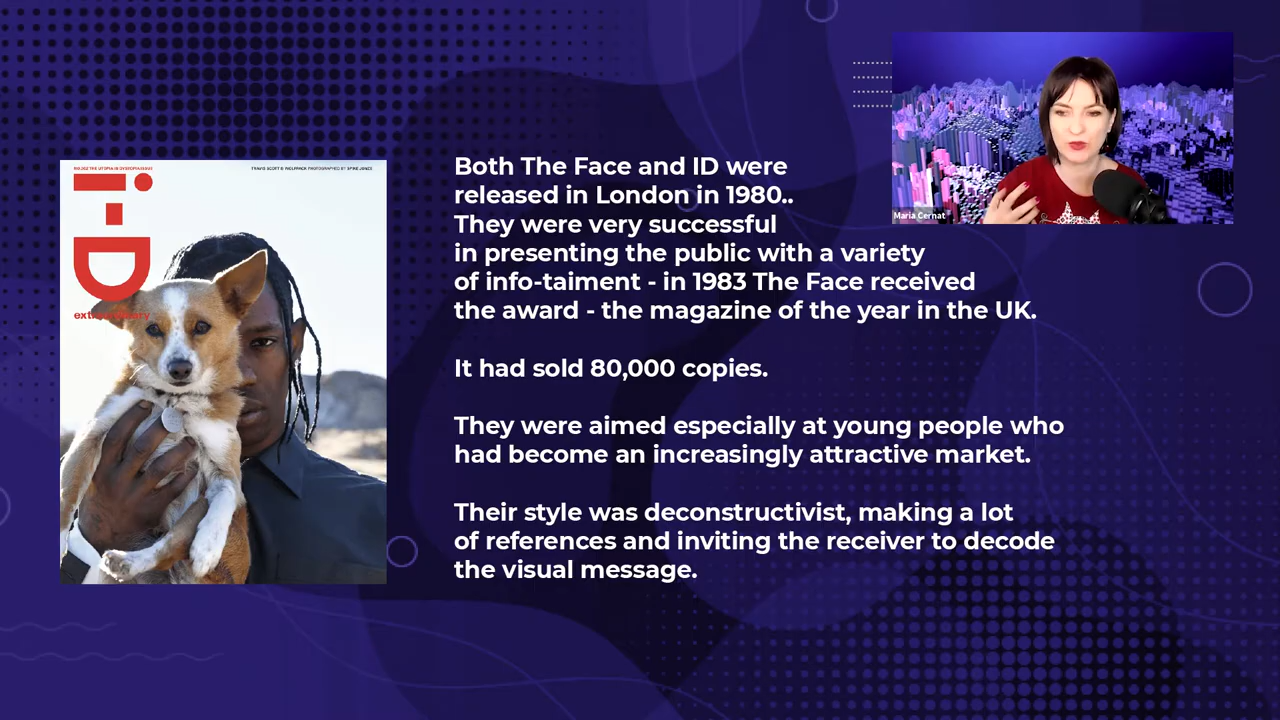 i-D
extraordinary
TRAVIS SCOTT & WOLFPACK PHOTOGRAPHED BY SPIKE JONZE
Both The Face and ID were
released in London in 1980..
They were very successful
in presenting the public with a variety
of info-taiment - in 1983 The Face received
the award - the magazine of the year in the UK.
It had sold 80,000 copies.
They were aimed especially at young people who
had become an increasingly attractive market.
Their style was deconstructivist, making a lot
of references and inviting the receiver to decode
the visual message.
Maria Cernat